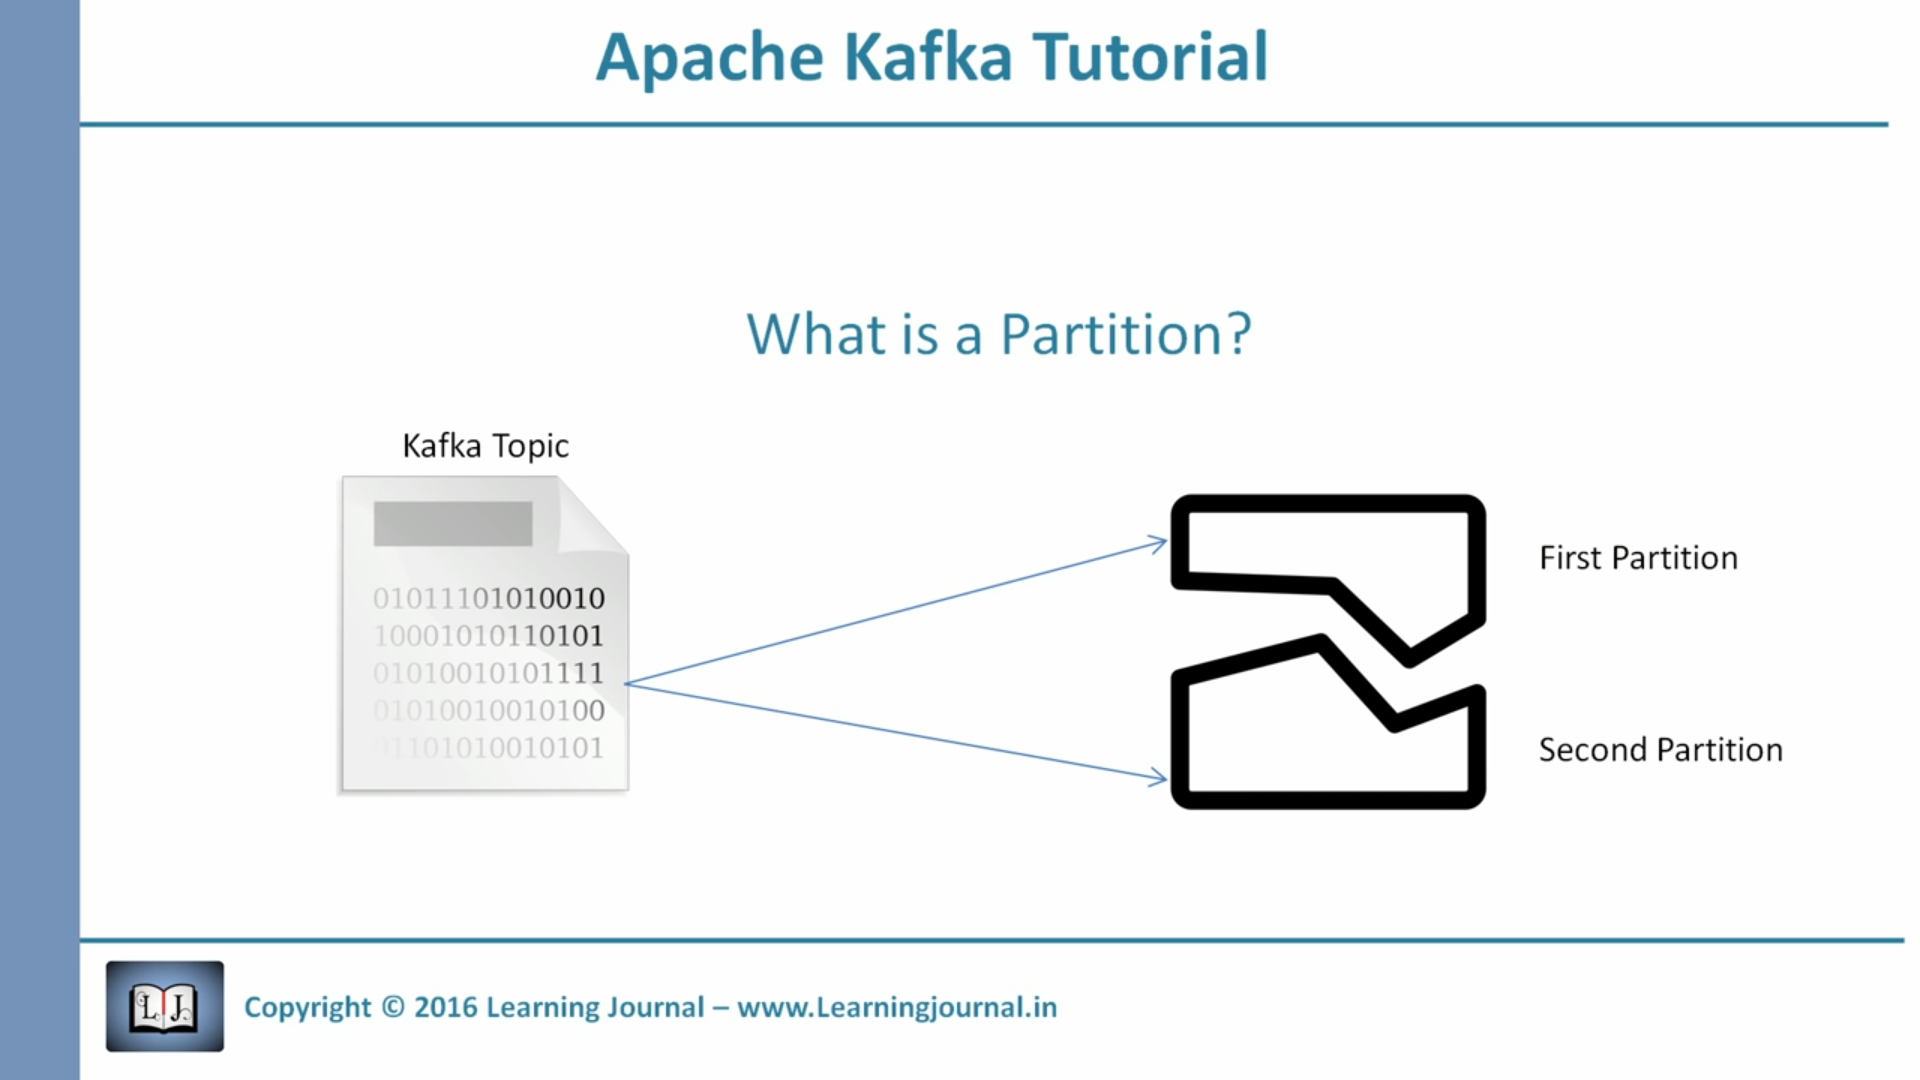 Apache Kafka Tutorial
What is a Partition?
Kafka Topic
01011101010010
10001010110101
01010010101111
01010010010100
01101010010101
First Partition
Second Partition
L J
Copyright © 2016 Learning Journal – www.Learningjournal.in